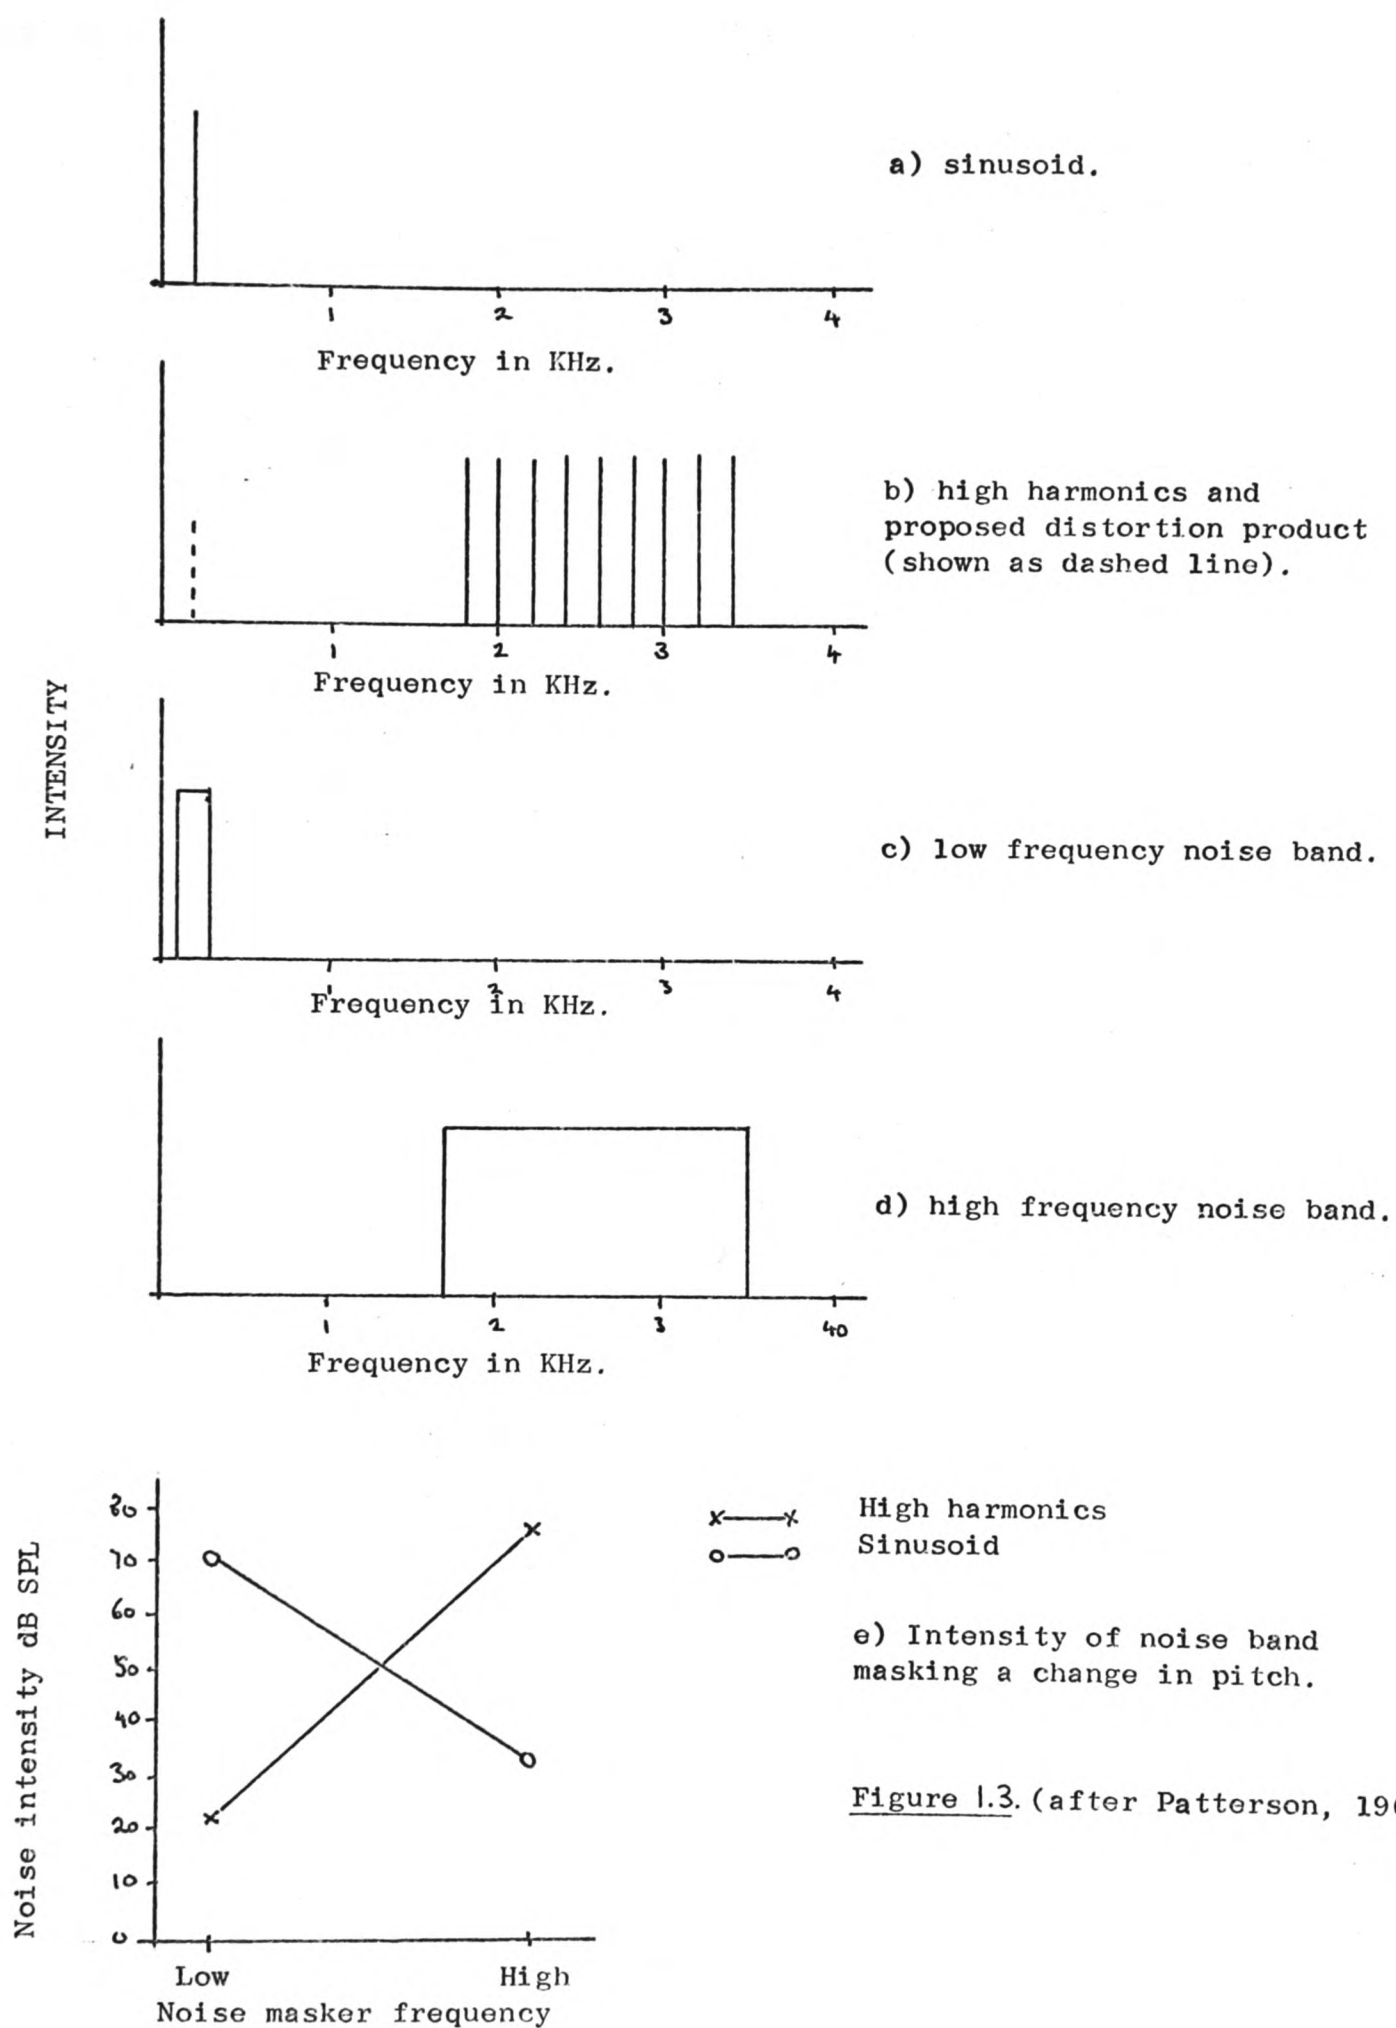 a) sinusoid.
1 2 3 4
Frequency in KHz.
b) high harmonics and
proposed distortion product
(shown as dashed line).
1 2 3 4
Frequency in KHz.
INTENSITY
c) low frequency noise band.
1 2 3 4
Frequency in KHz.
d) high frequency noise band.
1 2 3 40
Frequency in KHz.
Noise intensity dB SPL
80
70
60
50
40
30
20
10
0
Low High
Noise masker frequency
x x High harmonics
o o Sinusoid
e) Intensity of noise band
masking a change in pitch.
Figure 1.3. (after Patterson,